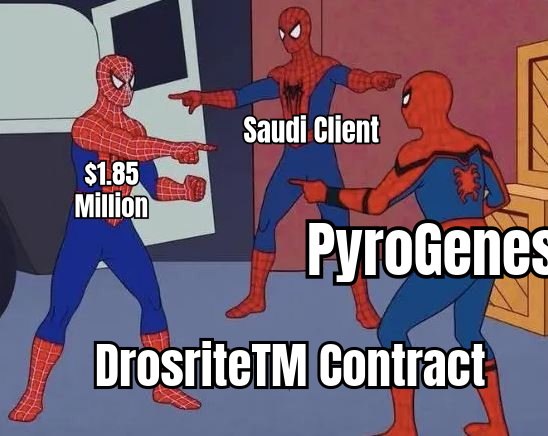 Saudi Client
$1.85
Million
PyroGenes
DrosriteTM Contract